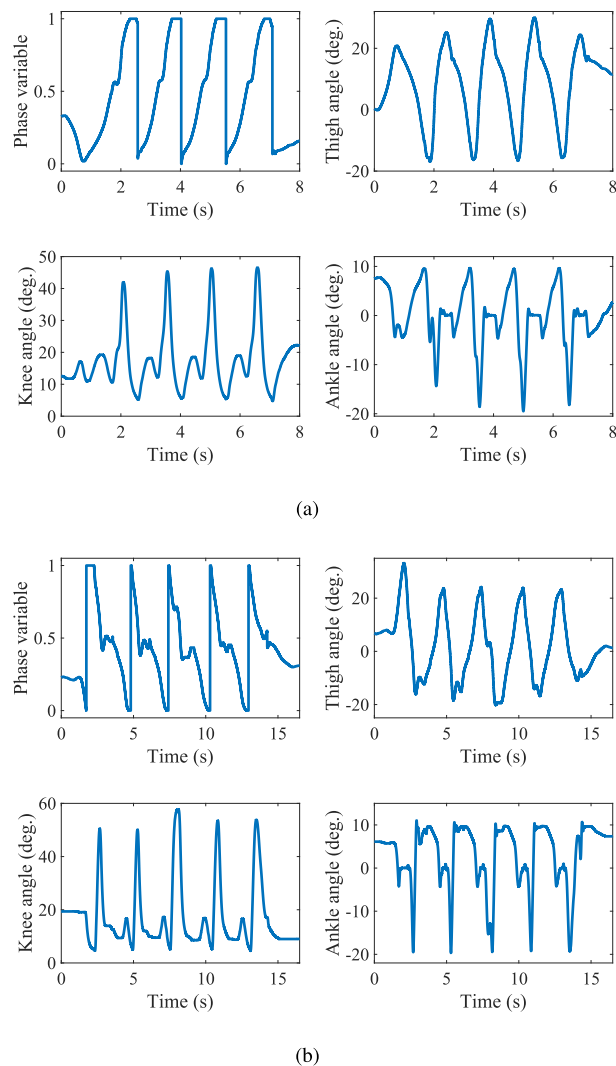 Phase variable
1
0.5
0
0 2 4 6 8
Time (s)
Thigh angle (deg.)
20
0
-20
0 2 4 6 8
Time (s)
Knee angle (deg.)
50
40
30
20
10
0
0 2 4 6 8
Time (s)
Ankle angle (deg.)
10
0
-10
-20
0 2 4 6 8
Time (s)
(a)
Phase variable
1
0.5
0
0 5 10 15
Time (s)
Thigh angle (deg.)
20
0
-20
0 5 10 15
Time (s)
Knee angle (deg.)
60
40
20
0
0 5 10 15
Time (s)
Ankle angle (deg.)
10
0
-10
-20
0 5 10 15
Time (s)
(b)